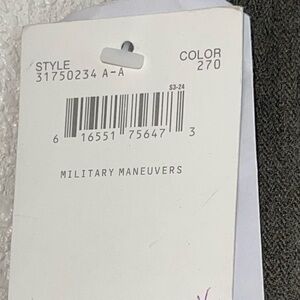 STYLE COLOR
31750234 A-A 270
S3-24
6 16551 75647 3
MILITARY MANEUVERS